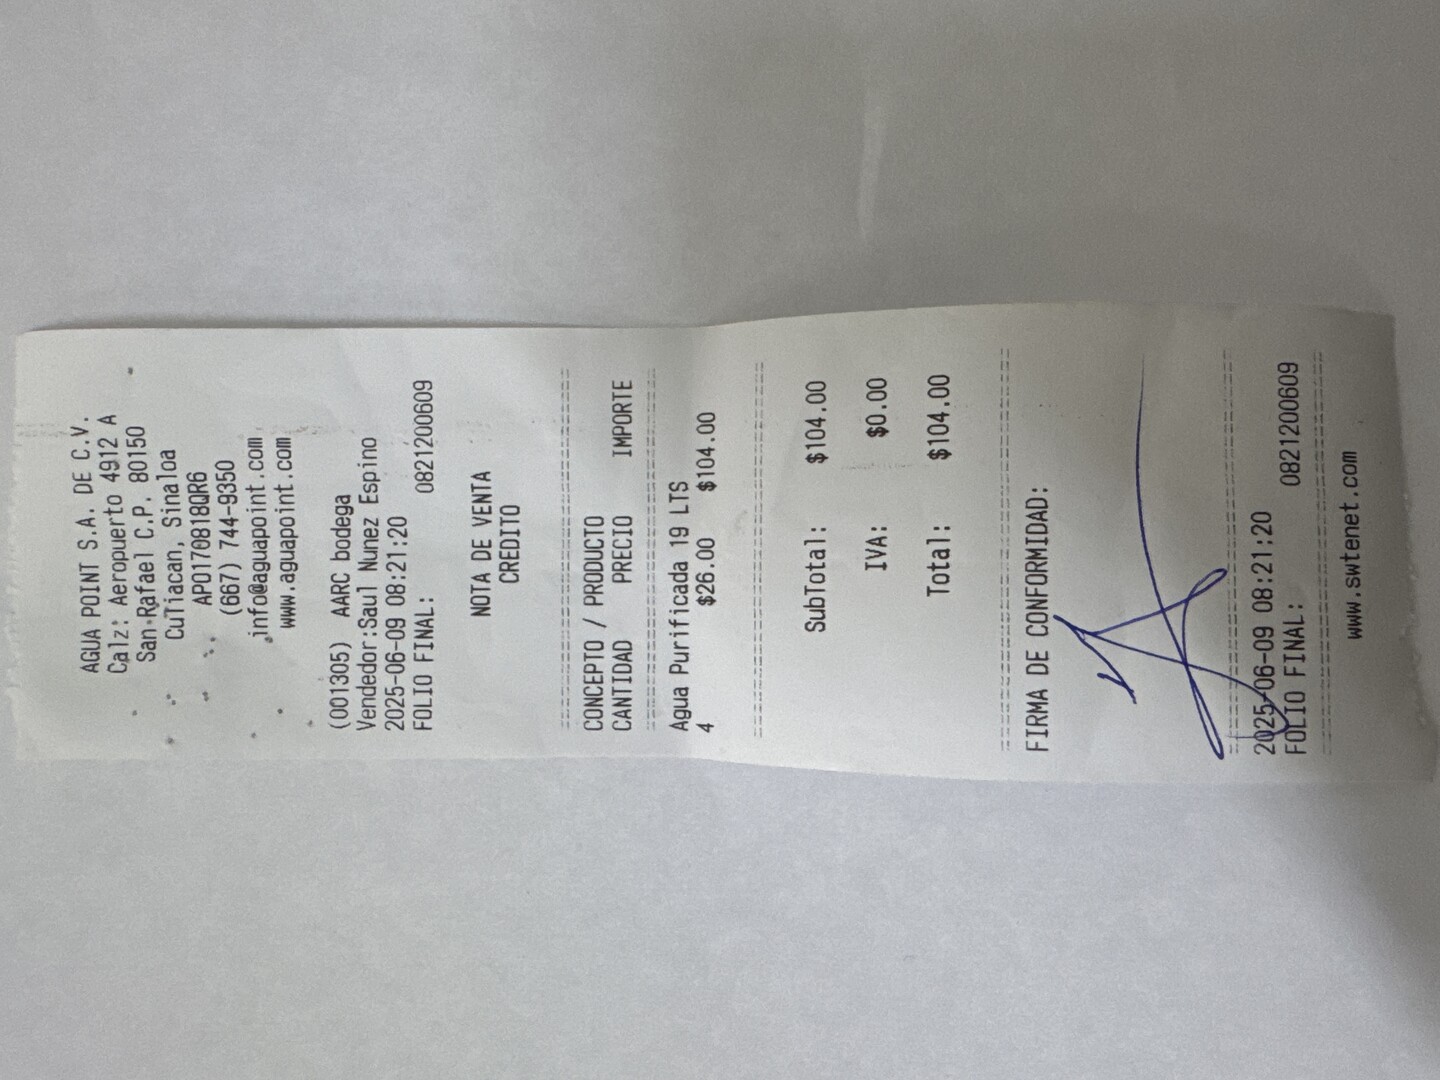 AGUA POINT S.A. DE C.V.
Calz: Aeropuerto 4912 A
San Rafael C.P. 80150
CuTiacan, Sinaloa
APO170818QR6
(667) 744-9350
info@aguapoint.com
www.aguapoint.com
(001305) AARC bodega
Vendedor:Saul Nunez Espino
2025-06-09 08:21:20
FOLIO FINAL: 0821200609
NOTA DE VENTA
CREDITO
CONCEPTO / PRODUCTO
CANTIDAD PRECIO IMPORTE
Agua Purificada 19 LTS
4 $26.00 $104.00
SubTotal: $104.00
IVA: $0.00
Total: $104.00
FIRMA DE CONFORMIDAD:
2025-06-09 08:21:20
FOLIO FINAL: 0821200609
www.swtenet.com